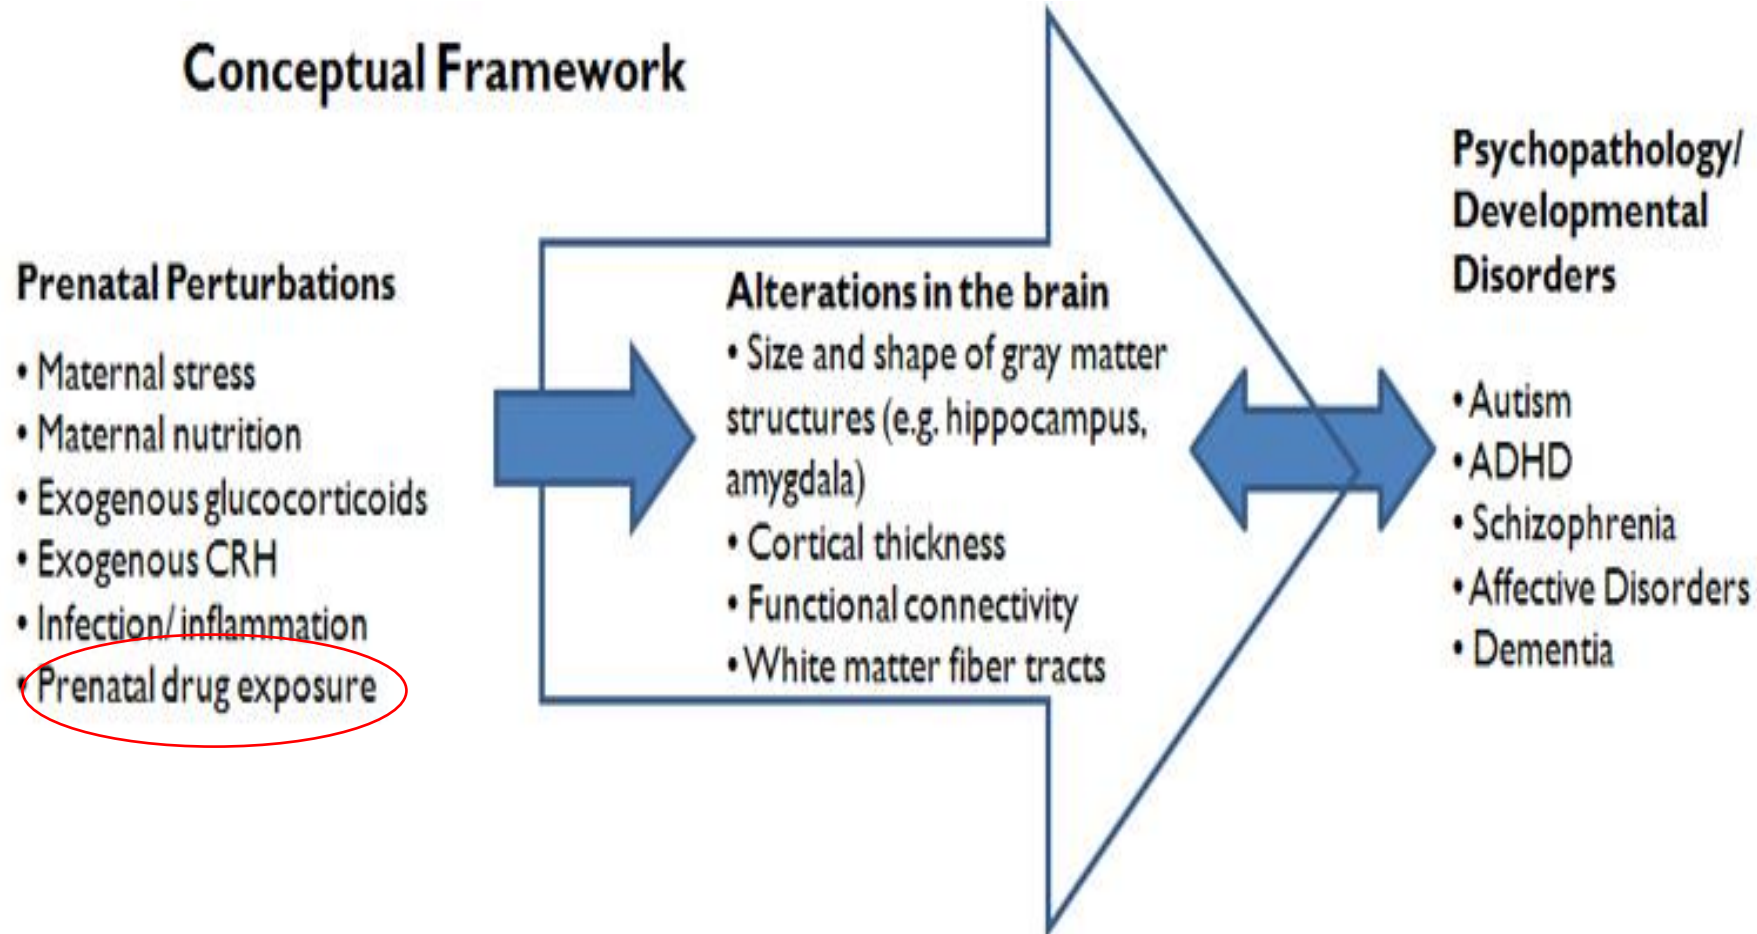 Conceptual Framework
Prenatal Perturbations
• Maternal stress
• Maternal nutrition
• Exogenous glucocorticoids
• Exogenous CRH
• Infection/ inflammation
• Prenatal drug exposure
Alterations in the brain
• Size and shape of gray matter
structures (e.g. hippocampus,
amygdala)
• Cortical thickness
• Functional connectivity
• White matter fiber tracts
Psychopathology/
Developmental
Disorders
• Autism
• ADHD
• Schizophrenia
• Affective Disorders
• Dementia